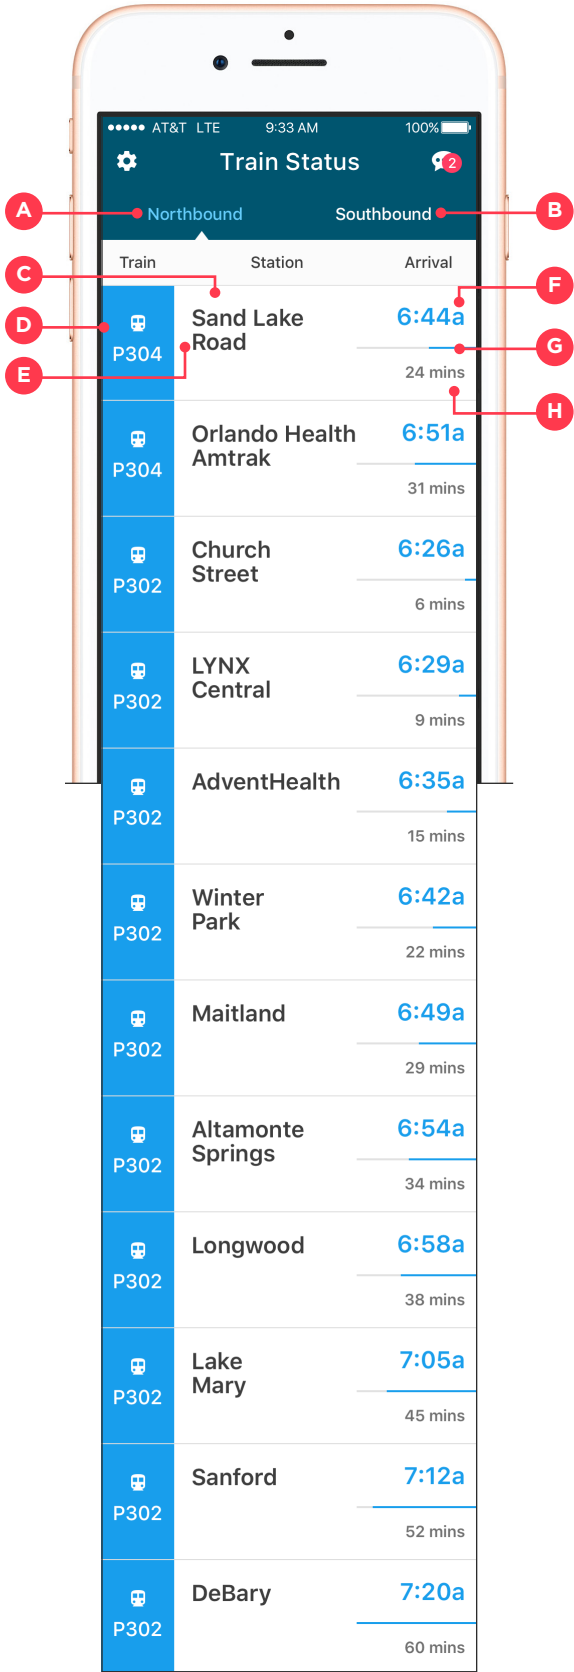 AT&T LTE 9:33 AM 100%
Train Status 2
A Northbound Southbound B
Train Station Arrival
C
D
E
F
G
H
P304 Sand Lake Road 6:44a
24 mins
P304 Orlando Health Amtrak 6:51a
31 mins
P302 Church Street 6:26a
6 mins
P302 LYNX Central 6:29a
9 mins
P302 AdventHealth 6:35a
15 mins
P302 Winter Park 6:42a
22 mins
P302 Maitland 6:49a
29 mins
P302 Altamonte Springs 6:54a
34 mins
P302 Longwood 6:58a
38 mins
P302 Lake Mary 7:05a
45 mins
P302 Sanford 7:12a
52 mins
P302 DeBary 7:20a
60 mins